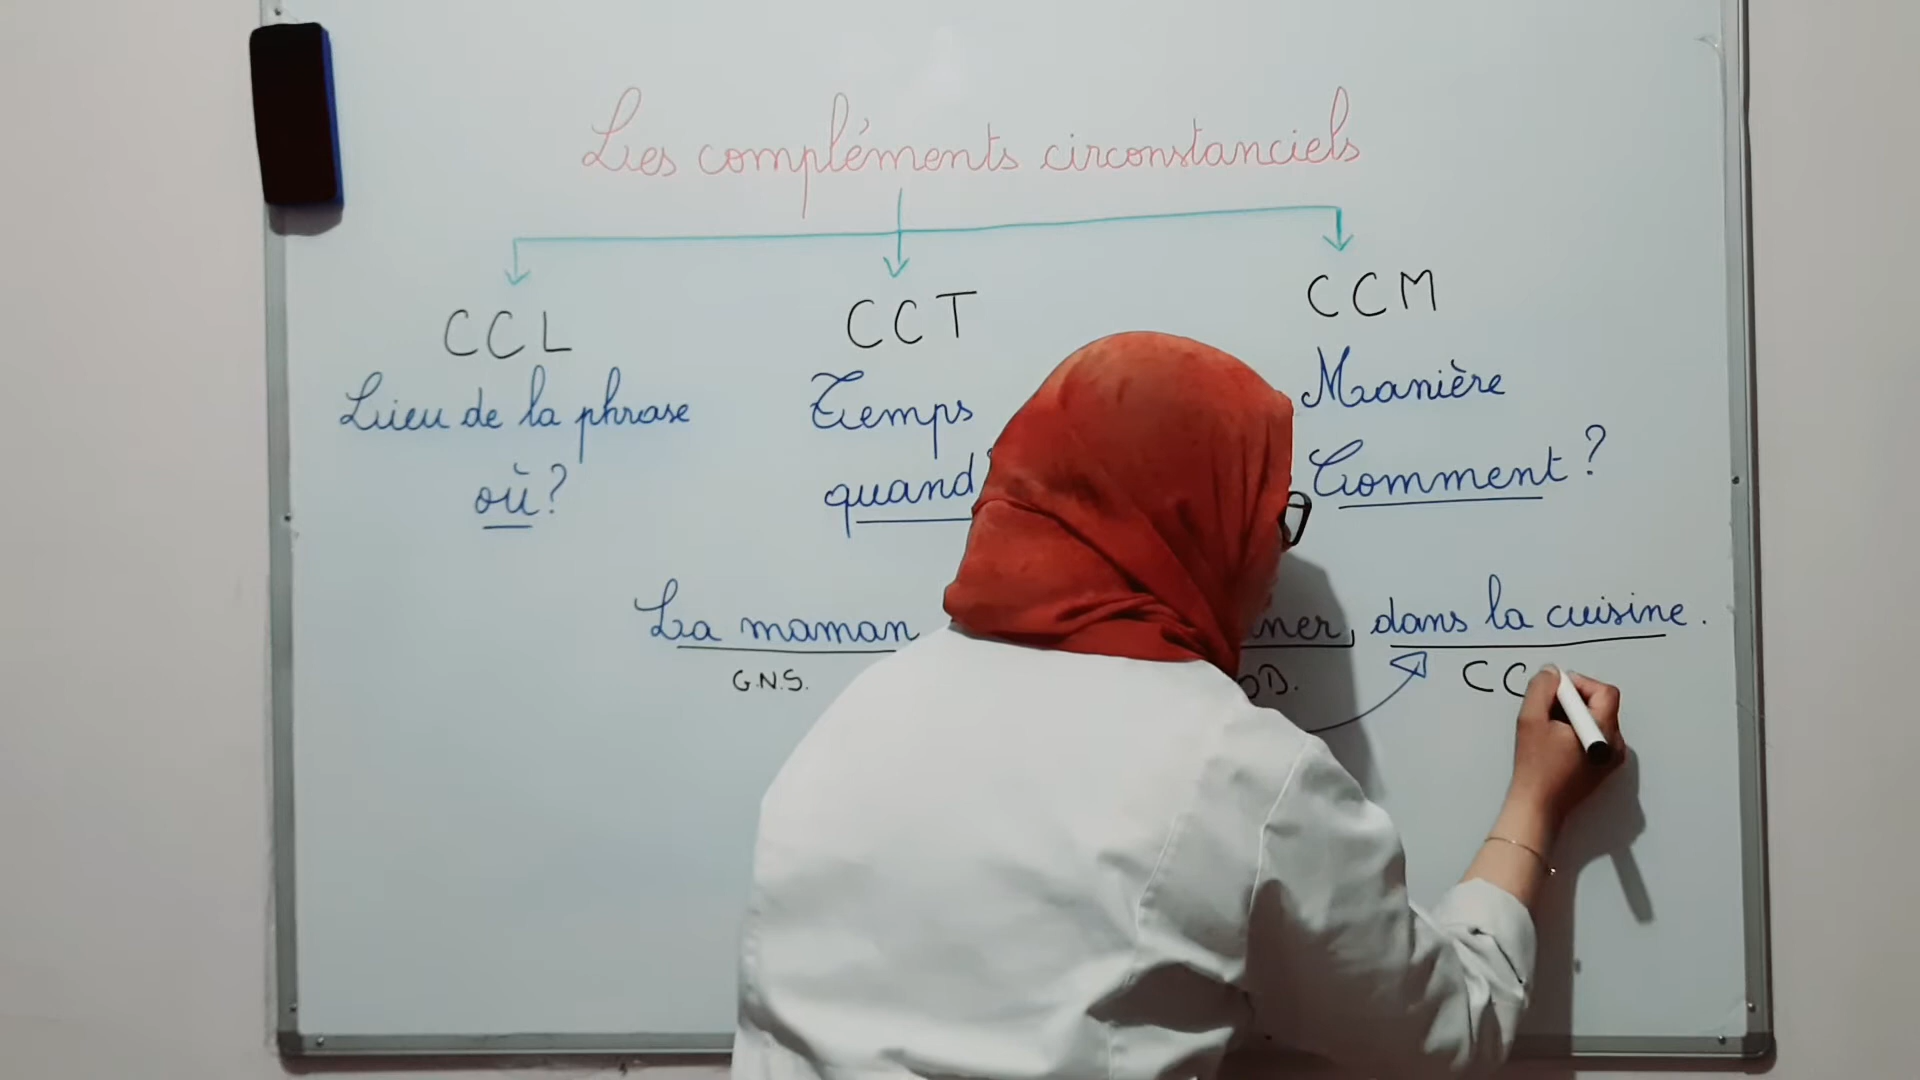 Les compléments circonstanciels
CCL CCT CCM
Lieu de la phrase Temps Manière
où? quand Comment?
La maman dans la cuisine.
G.N.S. CC